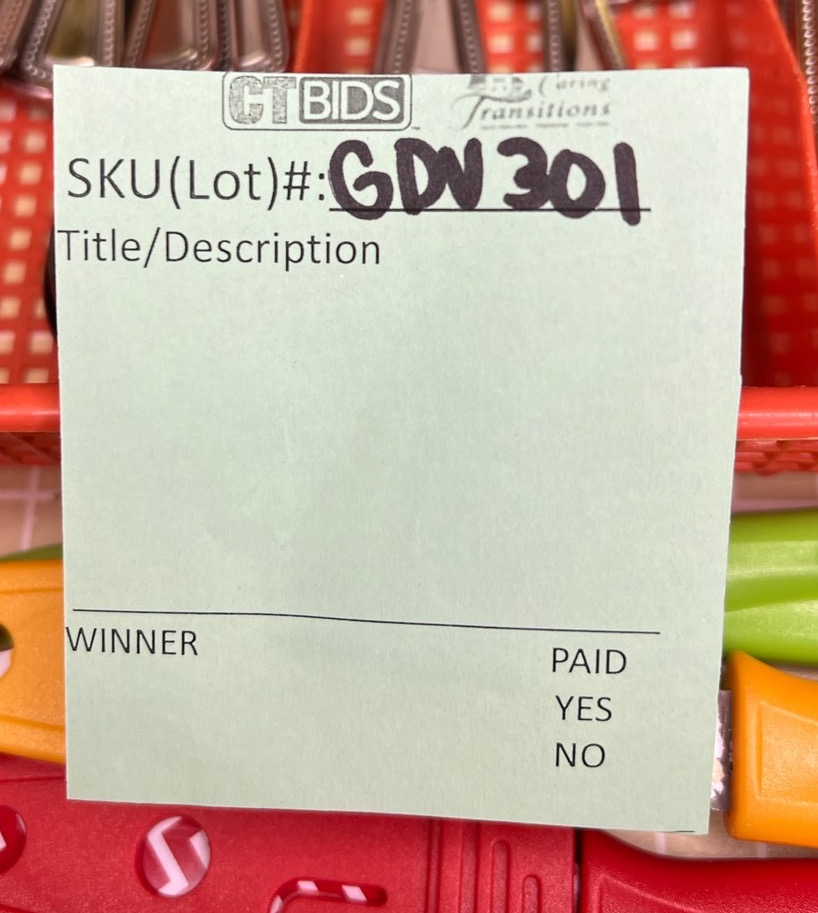 CTBIDS Caring
Transitions
SKU(Lot)#: GDV301
Title/Description
WINNER
PAID
YES
NO